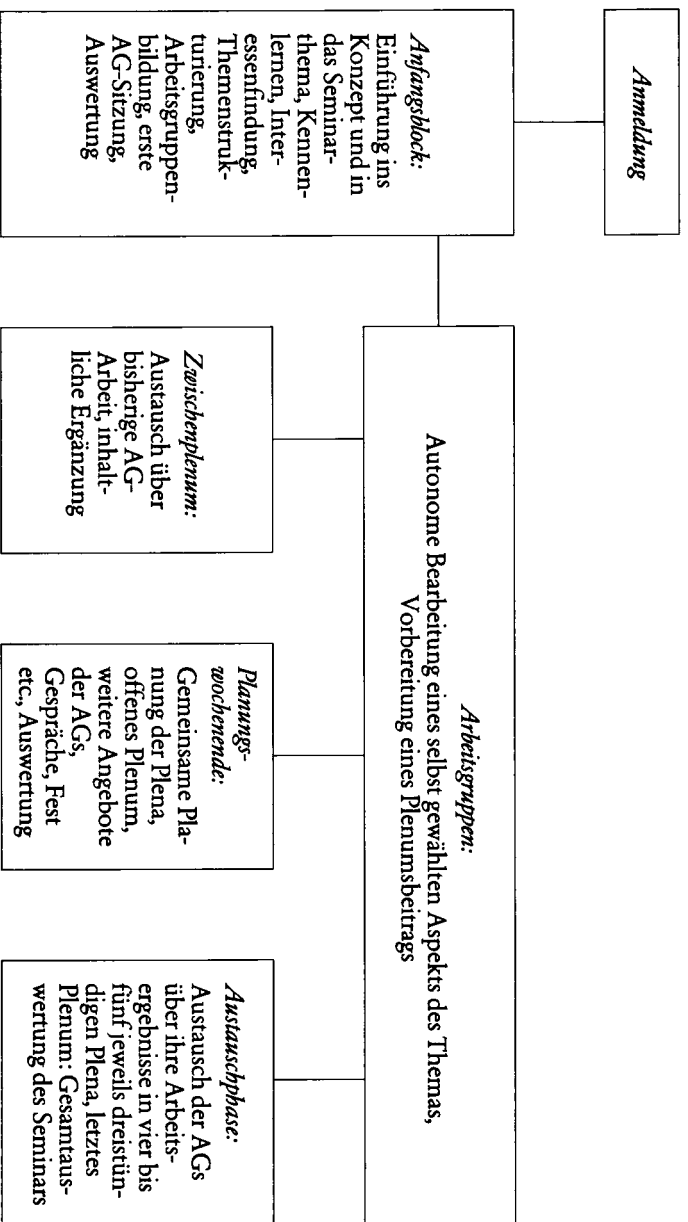 Anmeldung
Anfangsblock:
Einführung ins
Konzept und in
das Seminar-
thema, Kennen-
lernen, Inter-
essenfindung,
Themenstruk-
turierung,
Arbeitsgruppen-
bildung, erste
AG-Sitzung,
Auswertung
Arbeitsgruppen:
Autonome Bearbeitung eines selbst gewählten Aspekts des Themas,
Vorbereitung eines Plenumsbeitrags
Zwischenplenum:
Austausch über
bisherige AG-
Arbeit, inhalt-
liche Ergänzung
Planungs-
wochenende:
Gemeinsame Pla-
nung der Plena,
offenes Plenum,
weitere Angebote
der AGs,
Gespräche, Fest
etc., Auswertung
Austauschphase:
Austausch der AGs
über ihre Arbeits-
ergebnisse in vier bis
fünf jeweils dreistün-
digen Plena, letztes
Plenum: Gesamtaus-
wertung des Seminars